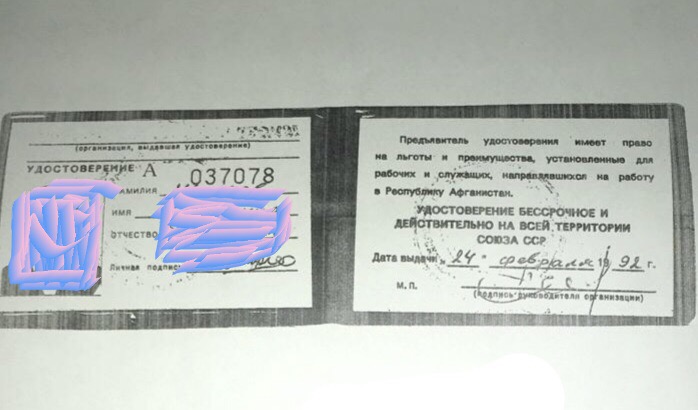 (организация, выдавшая удостоверения)
УДОСТОВЕРЕНИЕ А 037078
ФАМИЛИЯ
ИМЯ
ОТЧЕСТВО
Личная подпись
Предъявитель удостоверения имеет право
на льготы и преимущества, установленные для
рабочих и служащих, направлявшихся на работу
в Республику Афганистан.
УДОСТОВЕРЕНИЕ БЕССРОЧНОЕ И
ДЕЙСТВИТЕЛЬНО НА ВСЕЙ ТЕРРИТОРИИ
СОЮЗА ССР
Дата выдачи „24" февраля 1992 г.
М. П.
(подпись руководителя организации)